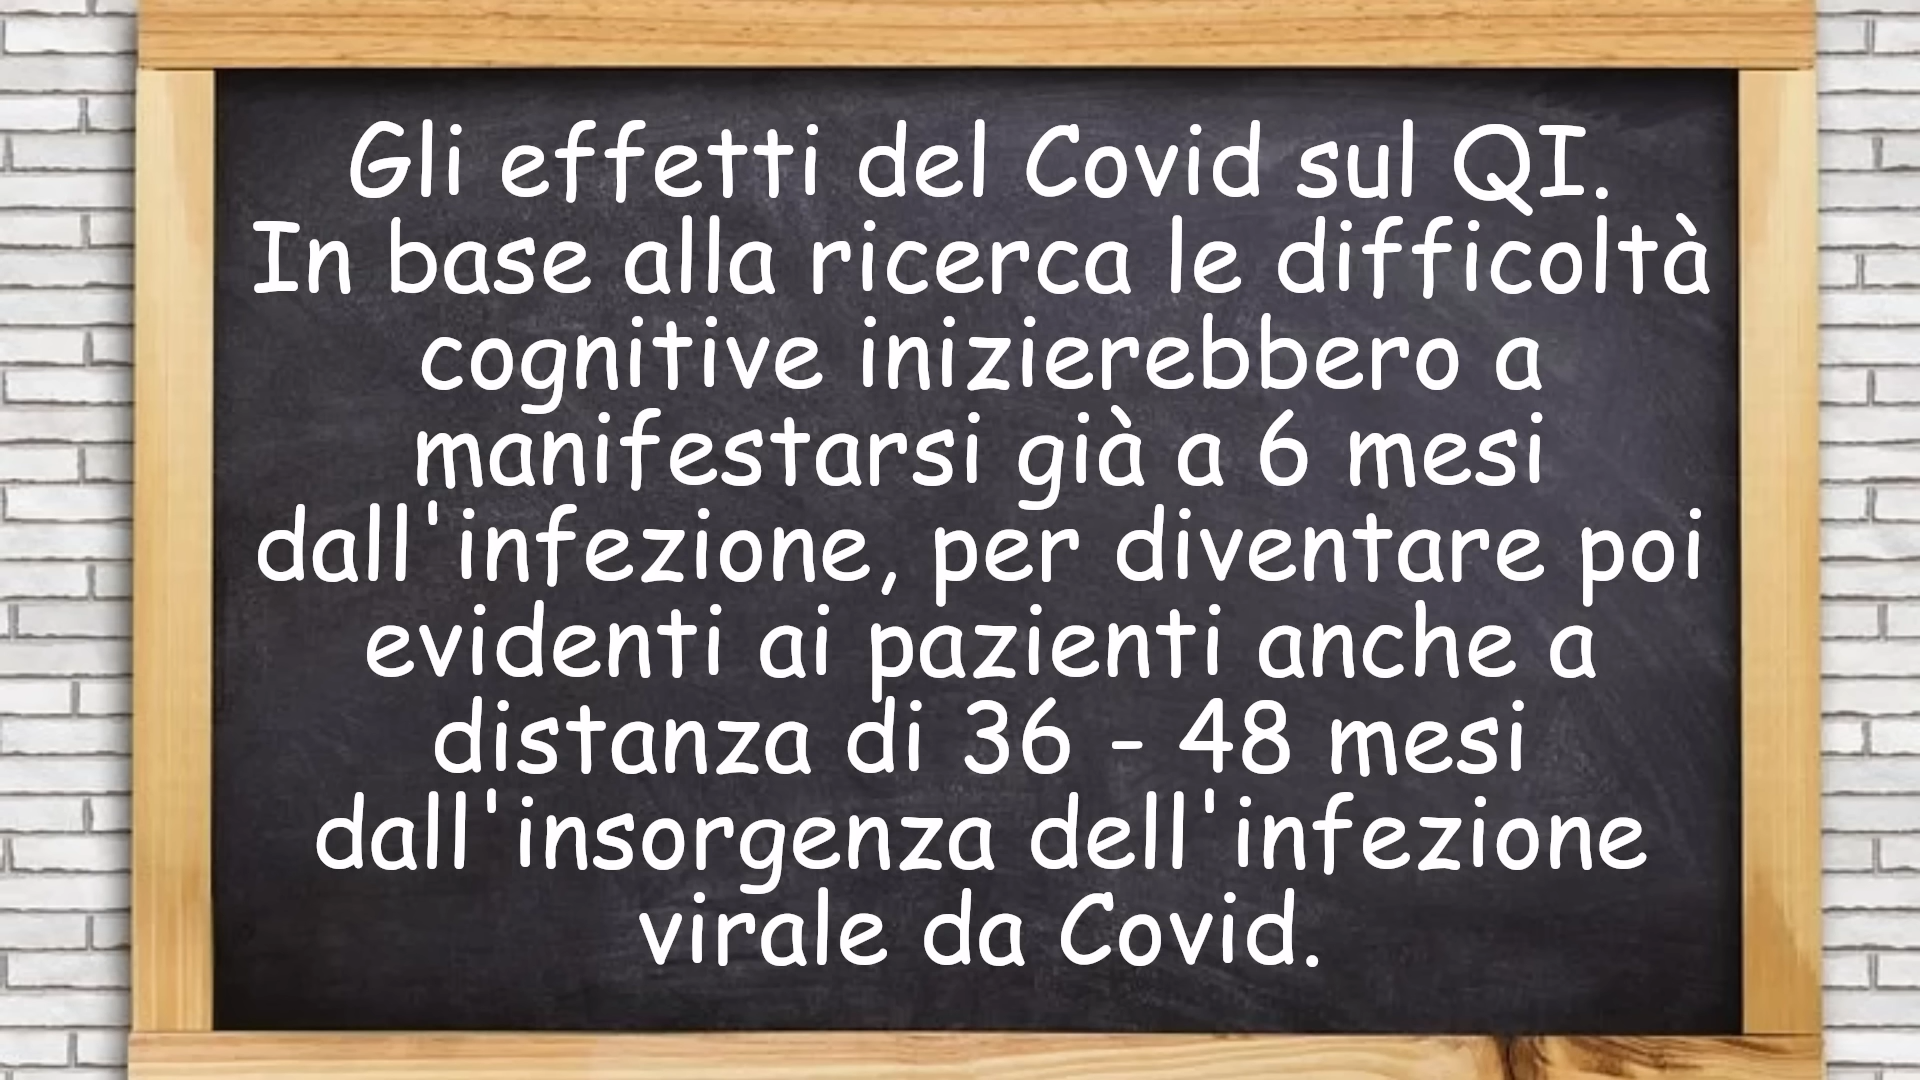 Gli effetti del Covid sul QI.
In base alla ricerca le difficoltà
cognitive inizierebbero a
manifestarsi già a 6 mesi
dall'infezione, per diventare poi
evidenti ai pazienti anche a
distanza di 36 - 48 mesi
dall'insorgenza dell'infezione
virale da Covid.